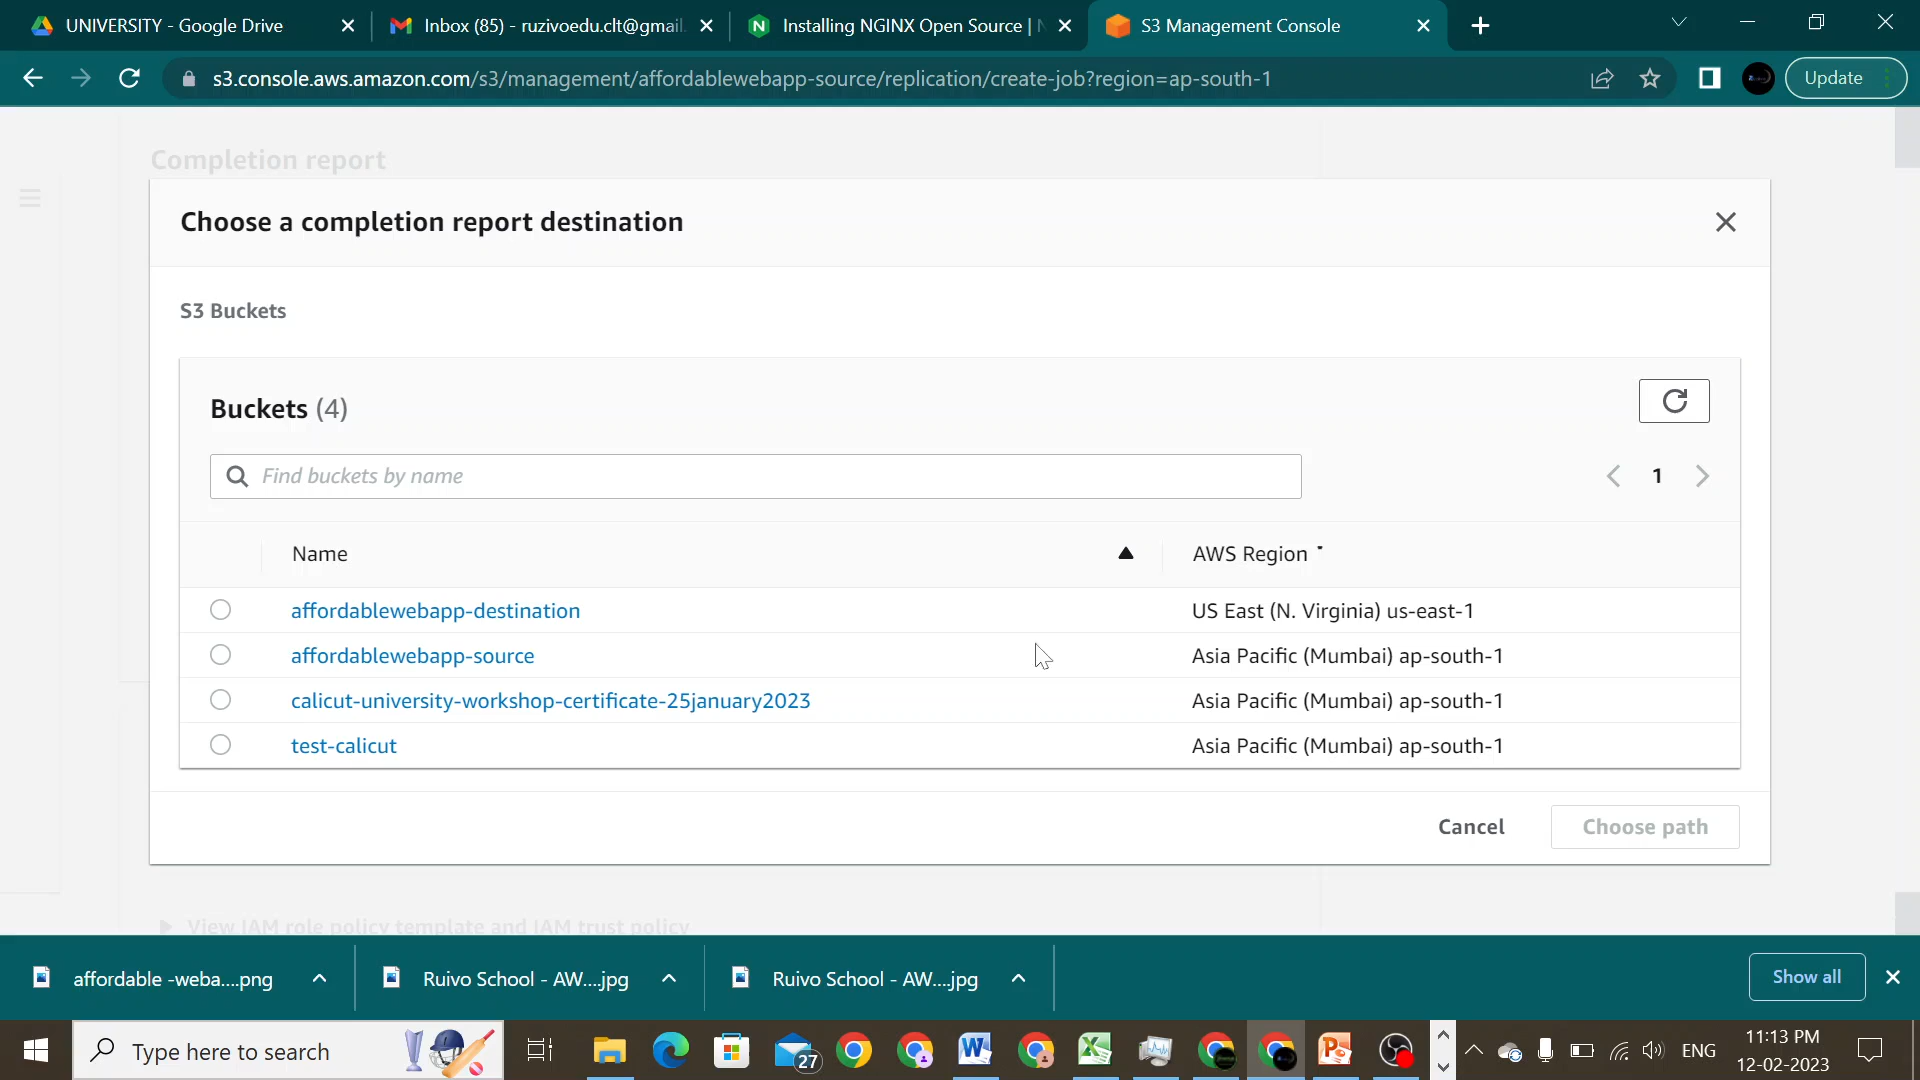 UNIVERSITY - Google Drive
Inbox (85) - ruzivoedu.clt@gmail.
Installing NGINX Open Source | N
S3 Management Console
s3.console.aws.amazon.com/s3/management/affordablewebapp-source/replication/create-job?region=ap-south-1
Update
Completion report
Choose a completion report destination
S3 Buckets
Buckets (4)
Find buckets by name
1
Name
AWS Region
affordablewebapp-destination
US East (N. Virginia) us-east-1
affordablewebapp-source
Asia Pacific (Mumbai) ap-south-1
calicut-university-workshop-certificate-25january2023
Asia Pacific (Mumbai) ap-south-1
test-calicut
Asia Pacific (Mumbai) ap-south-1
Cancel
Choose path
View IAM role policy template and IAM trust policy
affordable -weba....png
Ruivo School - AW....jpg
Ruivo School - AW....jpg
Show all
Type here to search
27
ENG
11:13 PM
12-02-2023